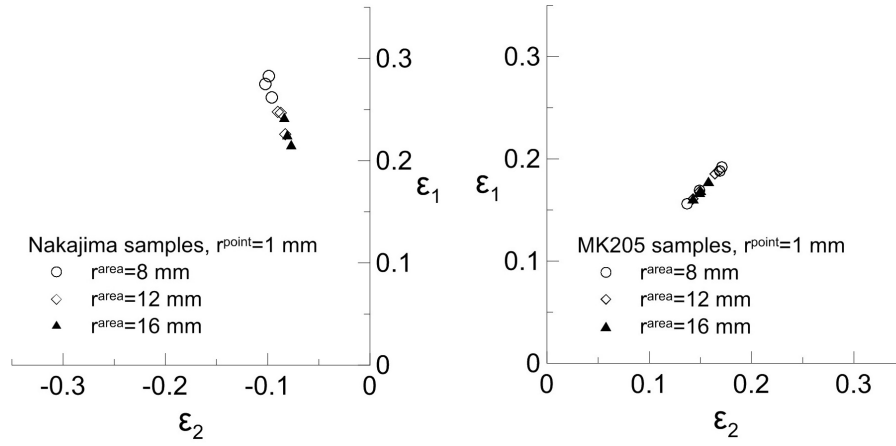 0.3
0.2
ε1
0.1
0
Nakajima samples, rpoint=1 mm
rarea=8 mm
rarea=12 mm
rarea=16 mm
-0.3 -0.2 -0.1 0
ε2
0.3
0.2
ε1
0.1
0
MK205 samples, rpoint=1 mm
rarea=8 mm
rarea=12 mm
rarea=16 mm
0 0.1 0.2 0.3
ε2